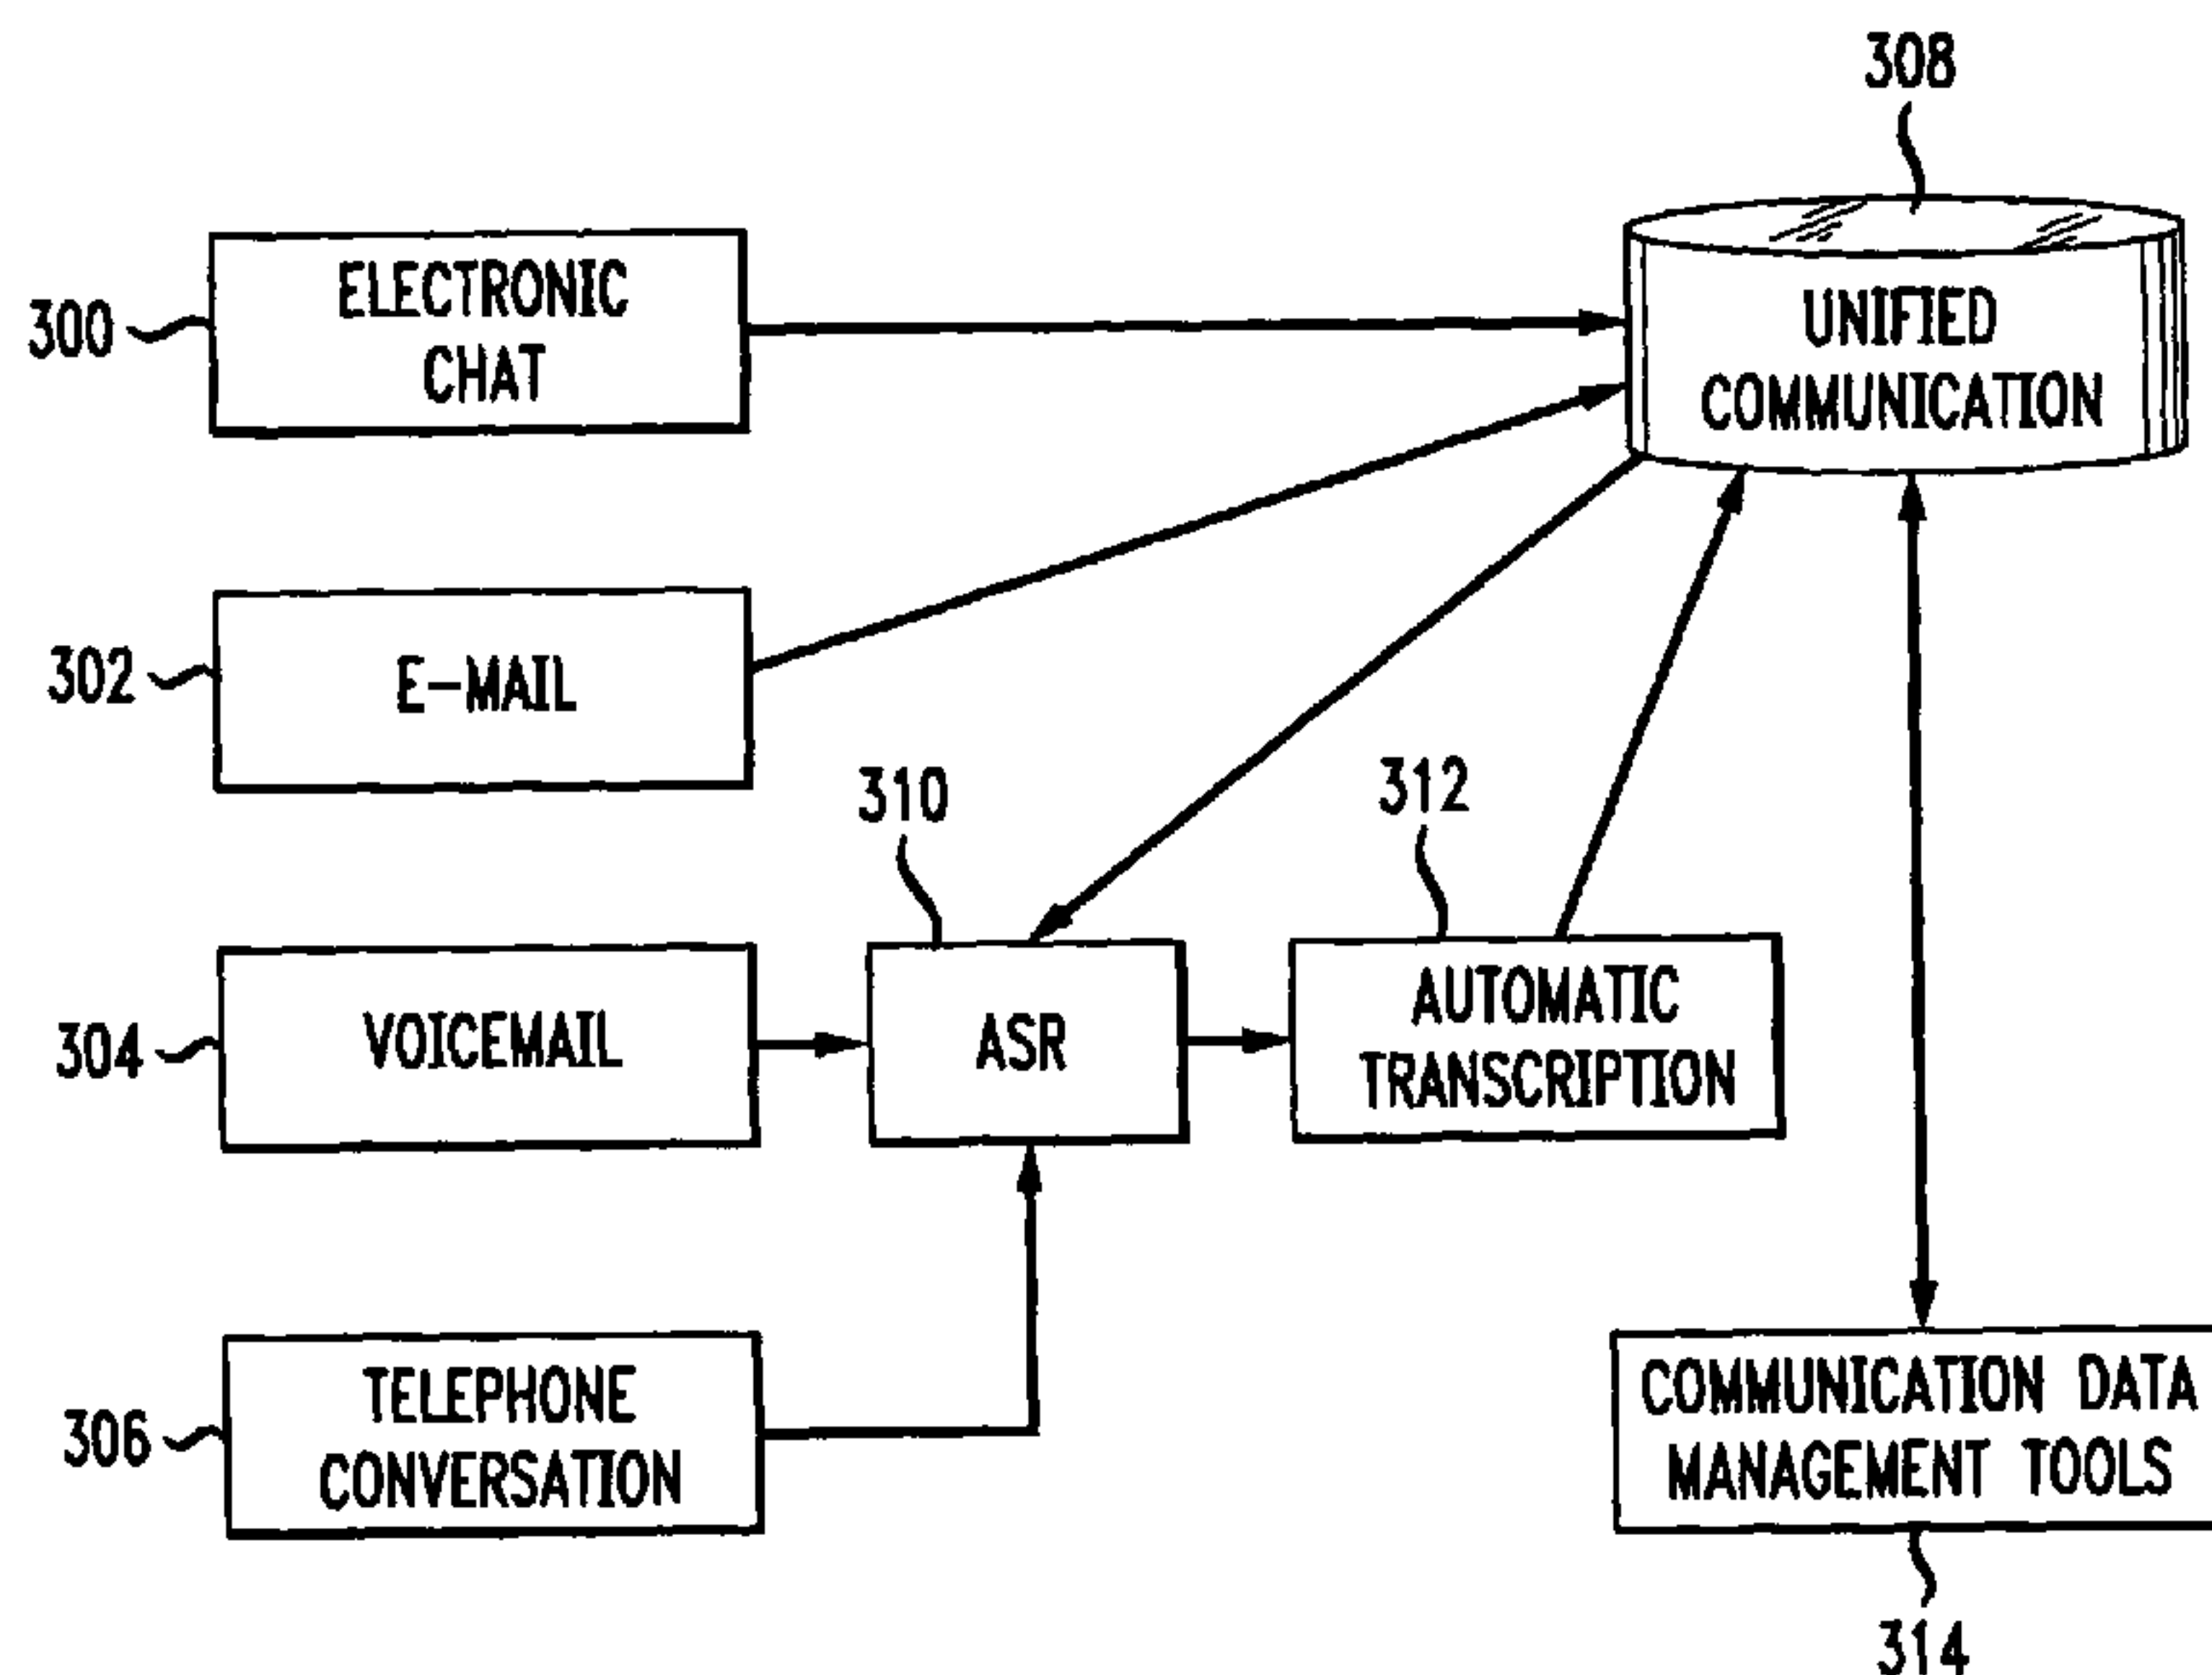 308
300
ELECTRONIC
CHAT
UNIFIED
COMMUNICATION
302
E-MAIL
310
312
304
VOICEMAIL
ASR
AUTOMATIC
TRANSCRIPTION
306
TELEPHONE
CONVERSATION
COMMUNICATION DATA
MANAGEMENT TOOLS
314